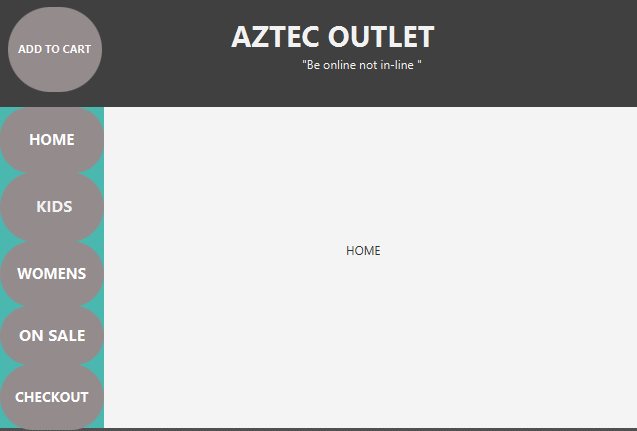 ADD TO CART
AZTEC OUTLET
"Be online not in-line "
HOME
KIDS
WOMENS
ON SALE
CHECKOUT
HOME